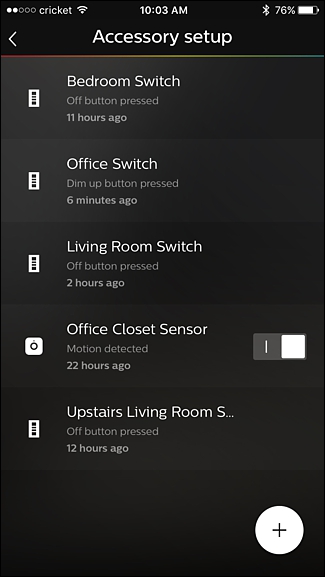 cricket 10:03 AM 76%
Accessory setup
Bedroom Switch
Off button pressed
11 hours ago
Office Switch
Dim up button pressed
6 minutes ago
Living Room Switch
Off button pressed
2 hours ago
Office Closet Sensor
Motion detected
22 hours ago
Upstairs Living Room S...
Off button pressed
12 hours ago